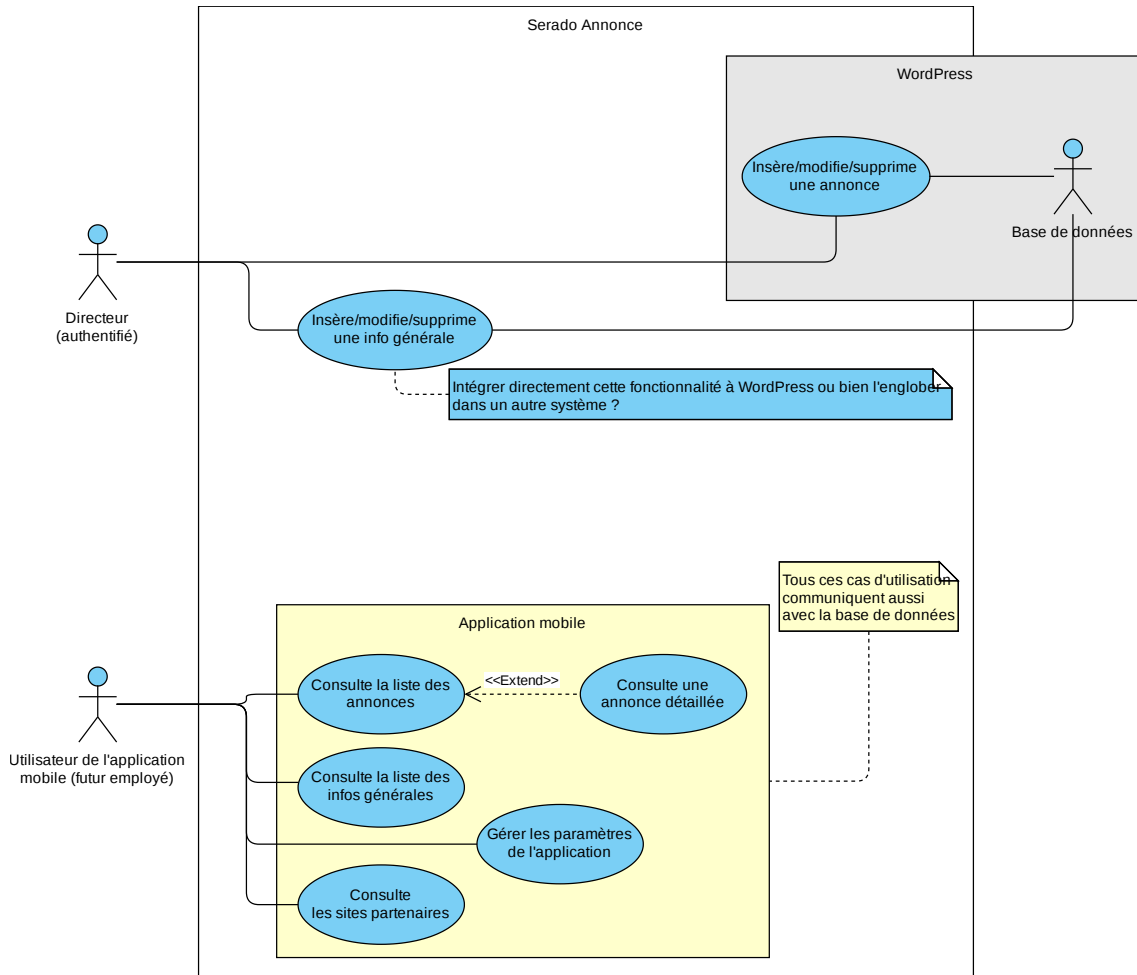 Serado Annonce
WordPress
Insère/modifie/supprime
une annonce
Base de données
Directeur
(authentifié)
Insère/modifie/supprime
une info générale
Intégrer directement cette fonctionnalité à WordPress ou bien l'englober
dans un autre système ?
Tous ces cas d'utilisation
communiquent aussi
avec la base de données
Application mobile
Consulte la liste des
annonces
<<Extend>>
Consulte une
annonce détaillée
Utilisateur de l'application
mobile (futur employé)
Consulte la liste des
infos générales
Gérer les paramètres
de l'application
Consulte
les sites partenaires